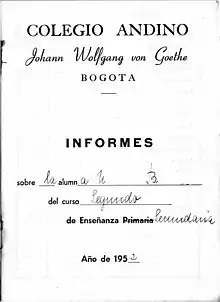 COLEGIO ANDINO
Johann Wolfgang von Goethe
BOGOTA
INFORMES
sobre la alumna U B
del curso Segundo
de Enseñanza Primaria Secundaria
Año de 1952